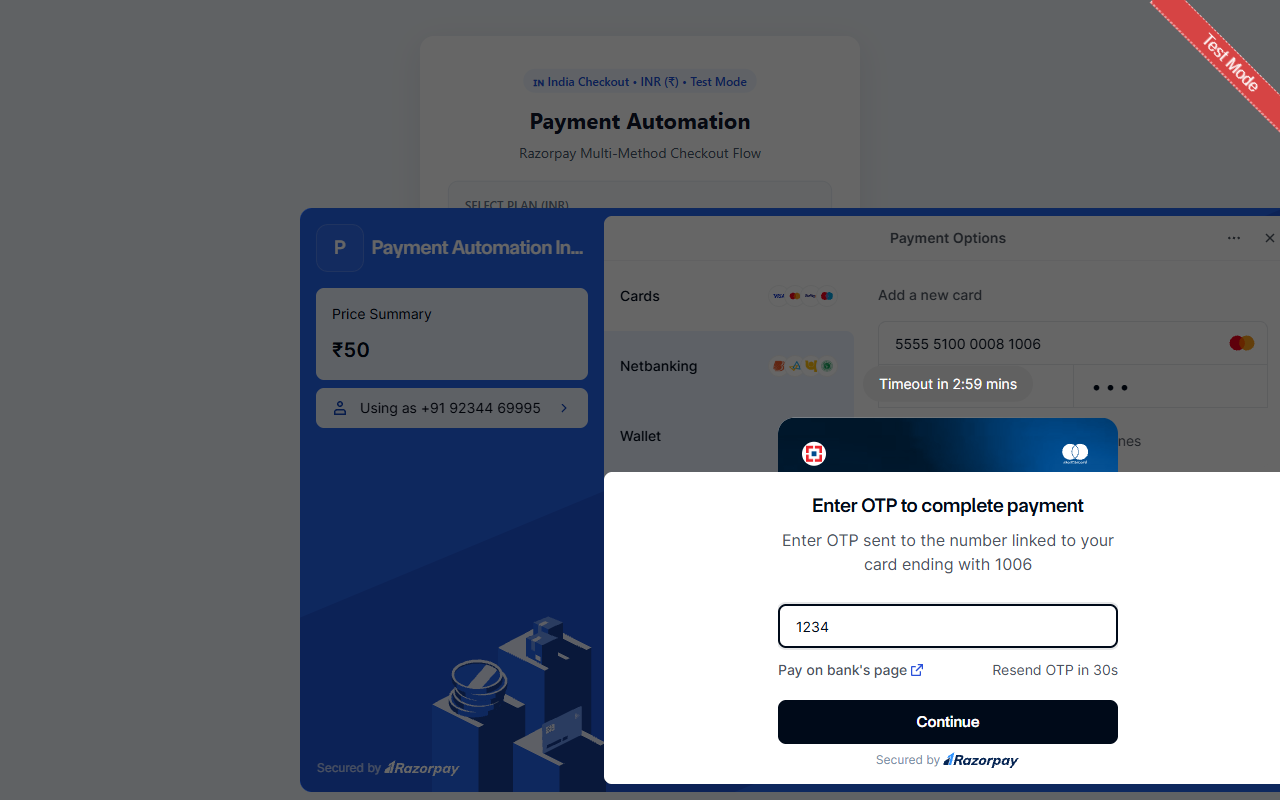 Test Mode
IN India Checkout • INR (₹) • Test Mode
Payment Automation
Razorpay Multi-Method Checkout Flow
SELECT PLAN (INR)
P
Payment Automation In...
Price Summary
₹50
Using as +91 92344 69995
Secured by Razorpay
Payment Options
Cards
VISA
Netbanking
Wallet
Add a new card
5555 5100 0008 1006
Timeout in 2:59 mins
nes
Enter OTP to complete payment
Enter OTP sent to the number linked to your
card ending with 1006
1234
Pay on bank's page
Resend OTP in 30s
Continue
Secured by Razorpay